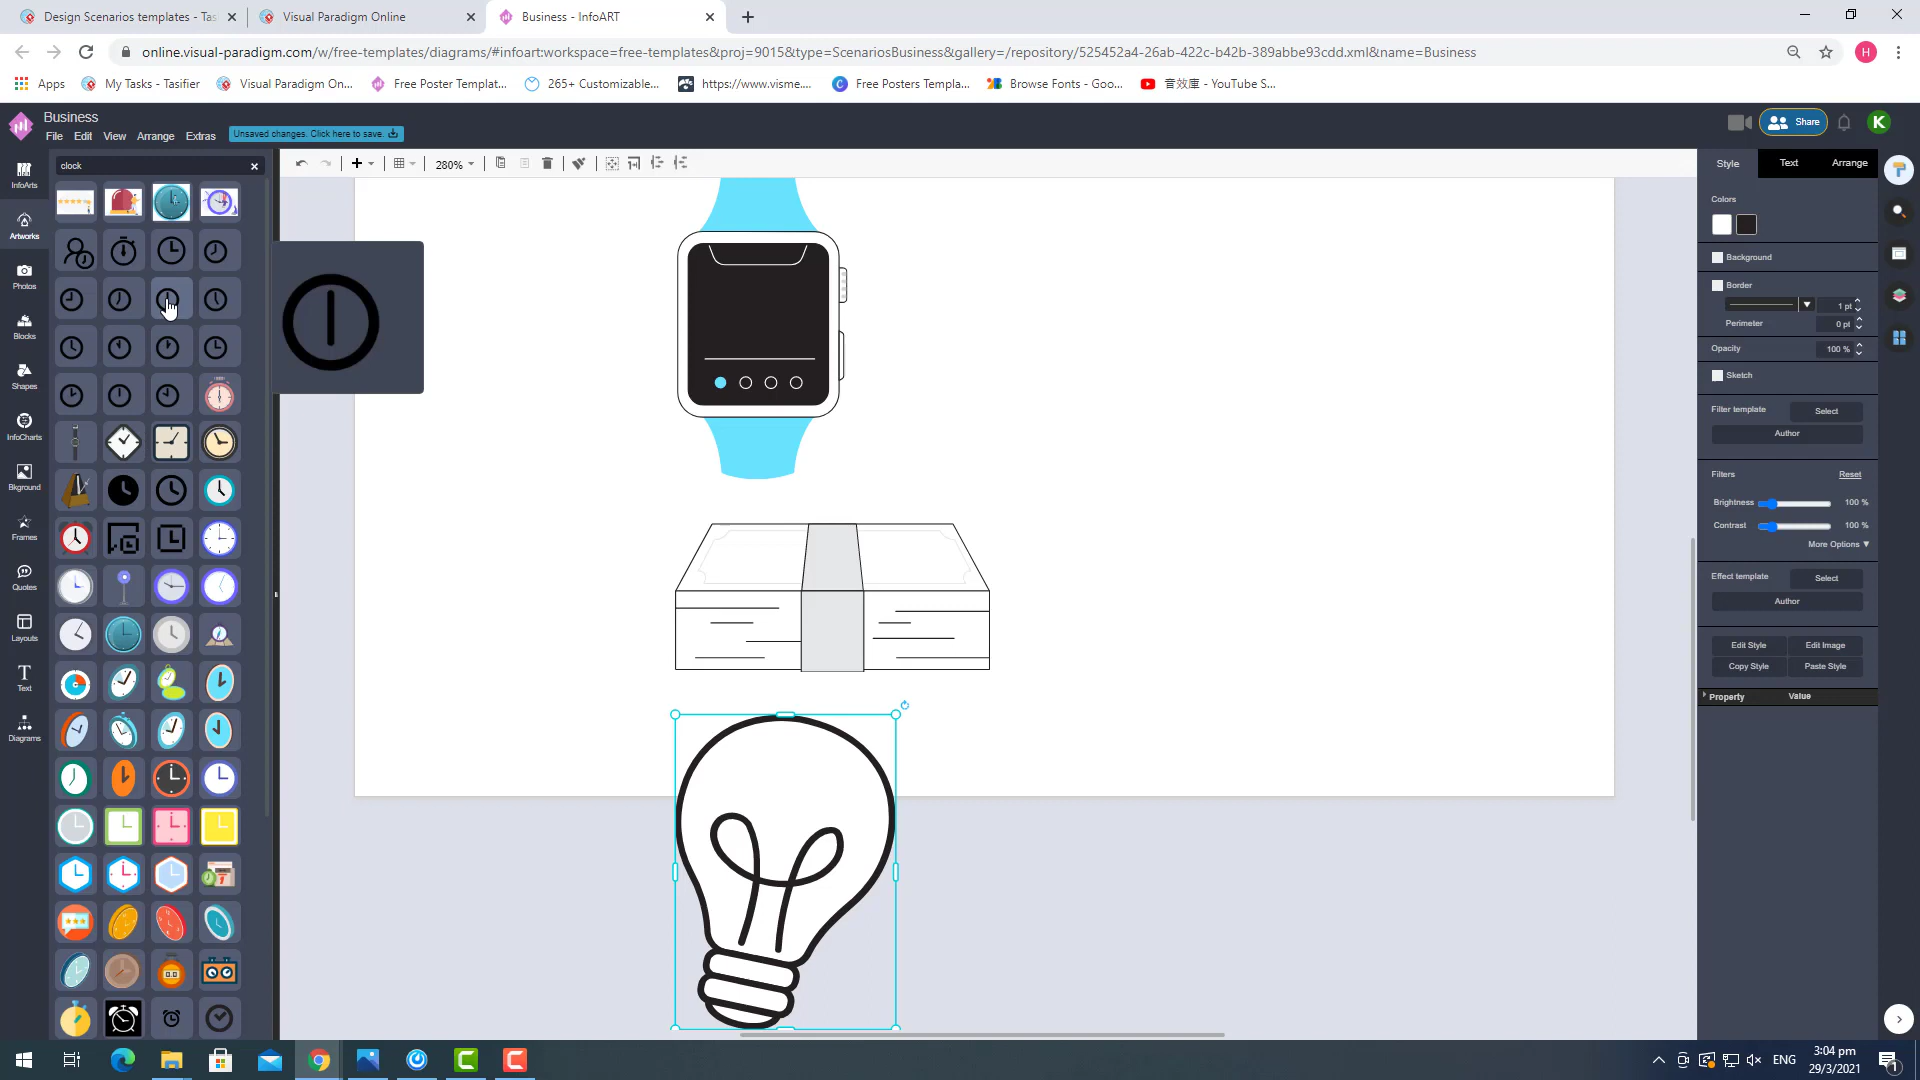 Design Scenarios templates - Tas
Visual Paradigm Online
Business - InfoART
online.visual-paradigm.com/w/free-templates/diagrams/#infoart:workspace=free-templates&proj=9015&type=ScenariosBusiness&gallery=/repository/525452a4-26ab-422c-b42b-389abbe93cdd.xml&name=Business
H
Apps
My Tasks - Tasifier
Visual Paradigm On...
Free Poster Templat...
265+ Customizable...
https://www.visme....
Free Posters Templa...
Browse Fonts - Goo...
音效庫 - YouTube S...
Business
File Edit View Arrange Extras
Unsaved changes. Click here to save.
Share
K
InfoArts
Artworks
Photos
Blocks
Shapes
InfoCharts
Bkground
Frames
Quotes
Layouts
Text
Diagrams
clock
280%
Style Text Arrange
Colors
Background
Border
1 pt
Perimeter 0 pt
Opacity 100 %
Sketch
Filter template Select
Author
Filters Reset
Brightness 100 %
Contrast 100 %
More Options ▼
Effect template Select
Author
Edit Style Edit Image
Copy Style Paste Style
Property Value
ENG
3:04 pm
29/3/2021
1